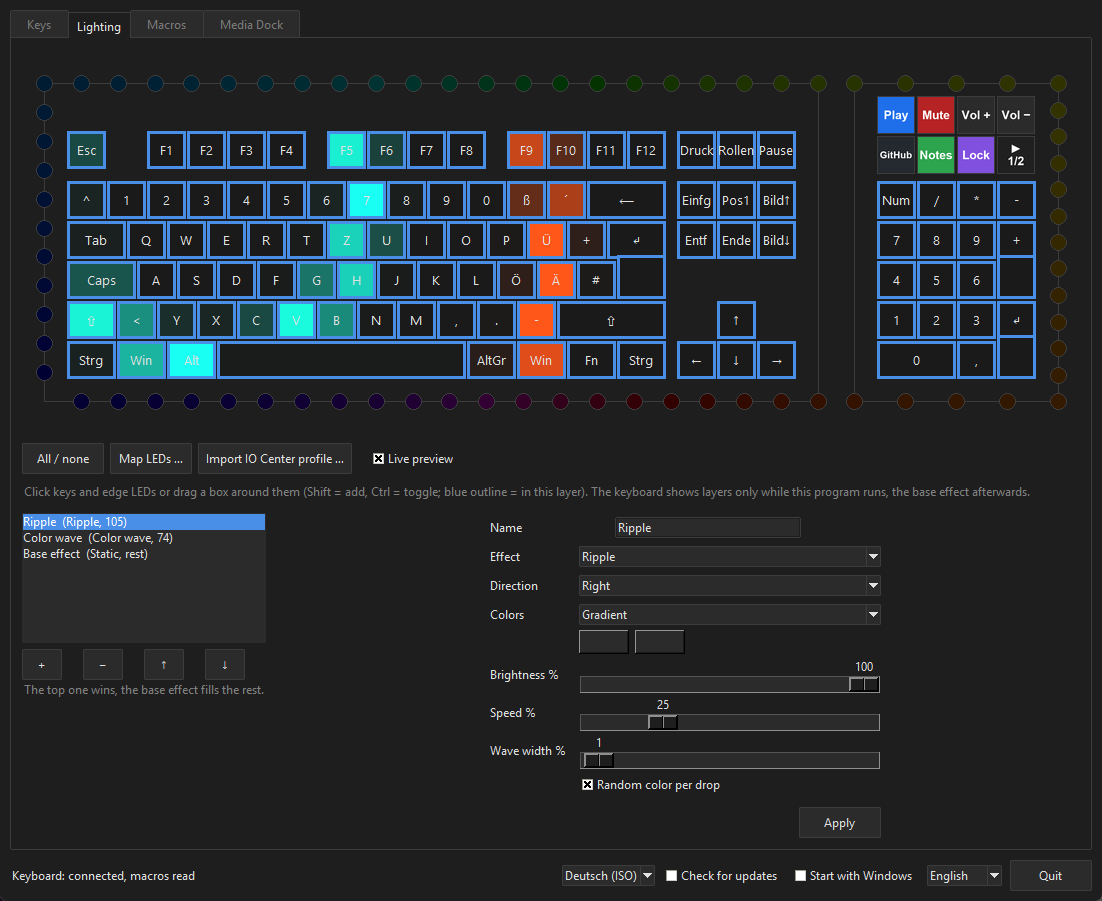 Keys Lighting Macros Media Dock
Play Mute Vol + Vol −
Esc F1 F2 F3 F4 F5 F6 F7 F8 F9 F10 F11 F12 Druck Rollen Pause GitHub Notes Lock ▶ 1/2
^ 1 2 3 4 5 6 7 8 9 0 ß ´ ← Einfg Pos1 Bild↑ Num / * -
Tab Q W E R T Z U I O P Ü + ↵ Entf Ende Bild↓ 7 8 9 +
Caps A S D F G H J K L Ö Ä # 4 5 6
⇧ < Y X C V B N M , . - ⇧ ↑ 1 2 3 ↵
Strg Win Alt AltGr Win Fn Strg ← ↓ → 0 ,
All / none Map LEDs ... Import IO Center profile ... Live preview
Click keys and edge LEDs or drag a box around them (Shift = add, Ctrl = toggle; blue outline = in this layer). The keyboard shows layers only while this program runs, the base effect afterwards.
Ripple (Ripple, 105)
Color wave (Color wave, 74)
Base effect (Static, rest)
+ − ↑ ↓
The top one wins, the base effect fills the rest.
Name Ripple
Effect Ripple
Direction Right
Colors Gradient
Brightness % 100
Speed % 25
Wave width % 1
Random color per drop
Apply
Keyboard: connected, macros read Deutsch (ISO) Check for updates Start with Windows English Quit